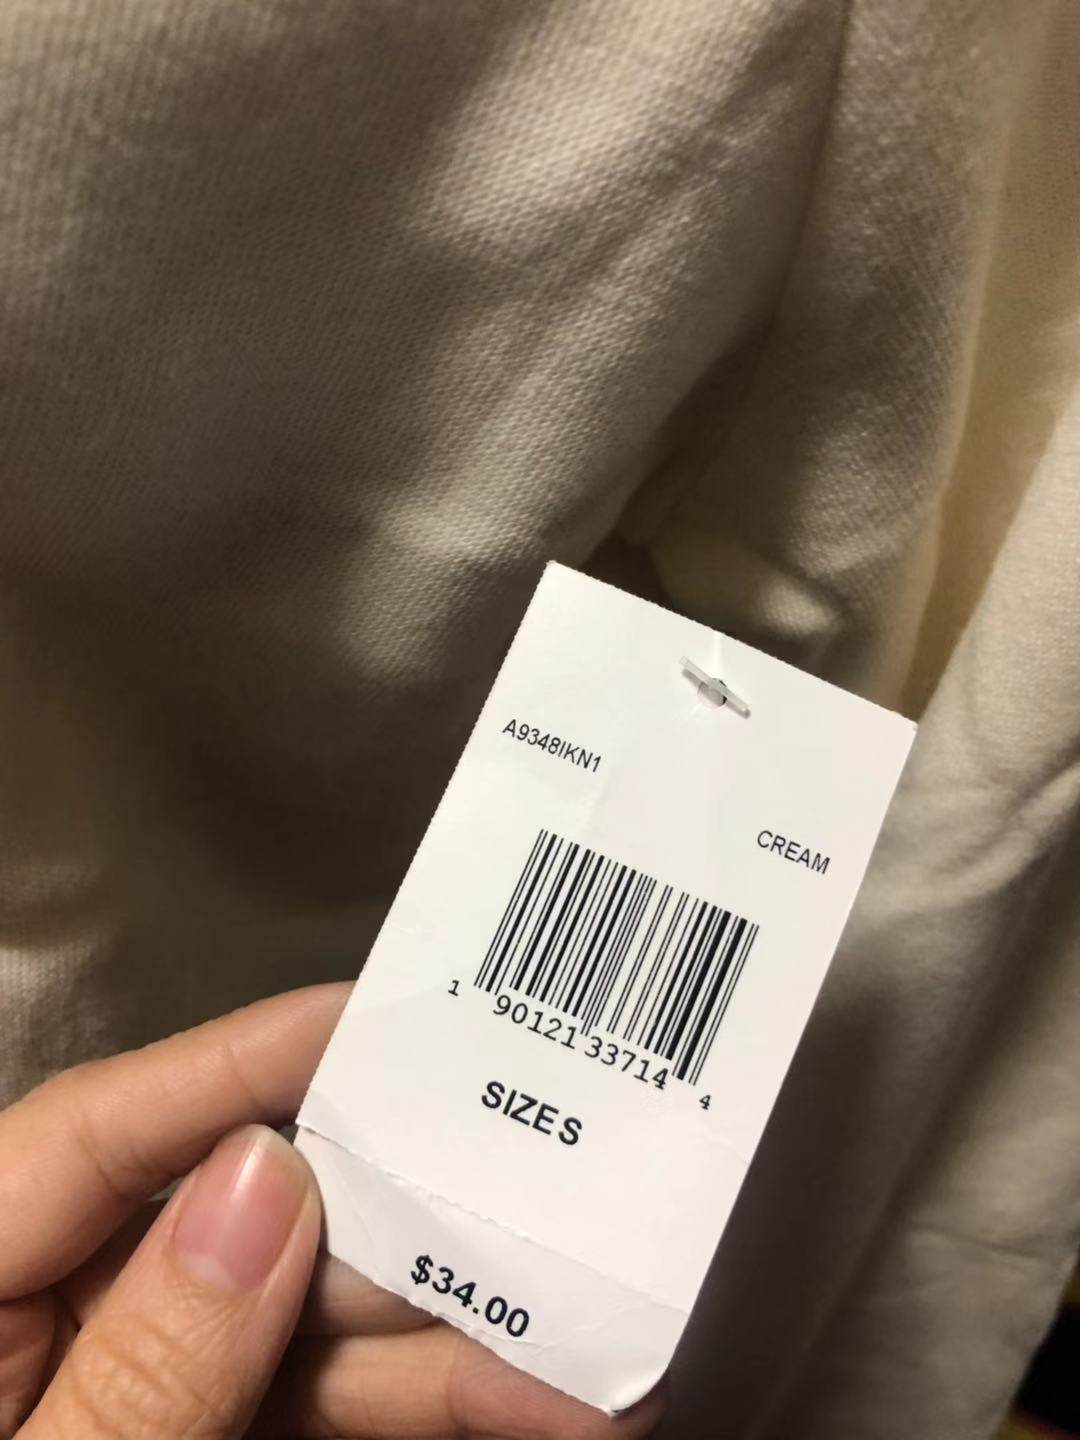 A9348IKN1
CREAM
1 90121 33714 4
SIZE S
$34.00